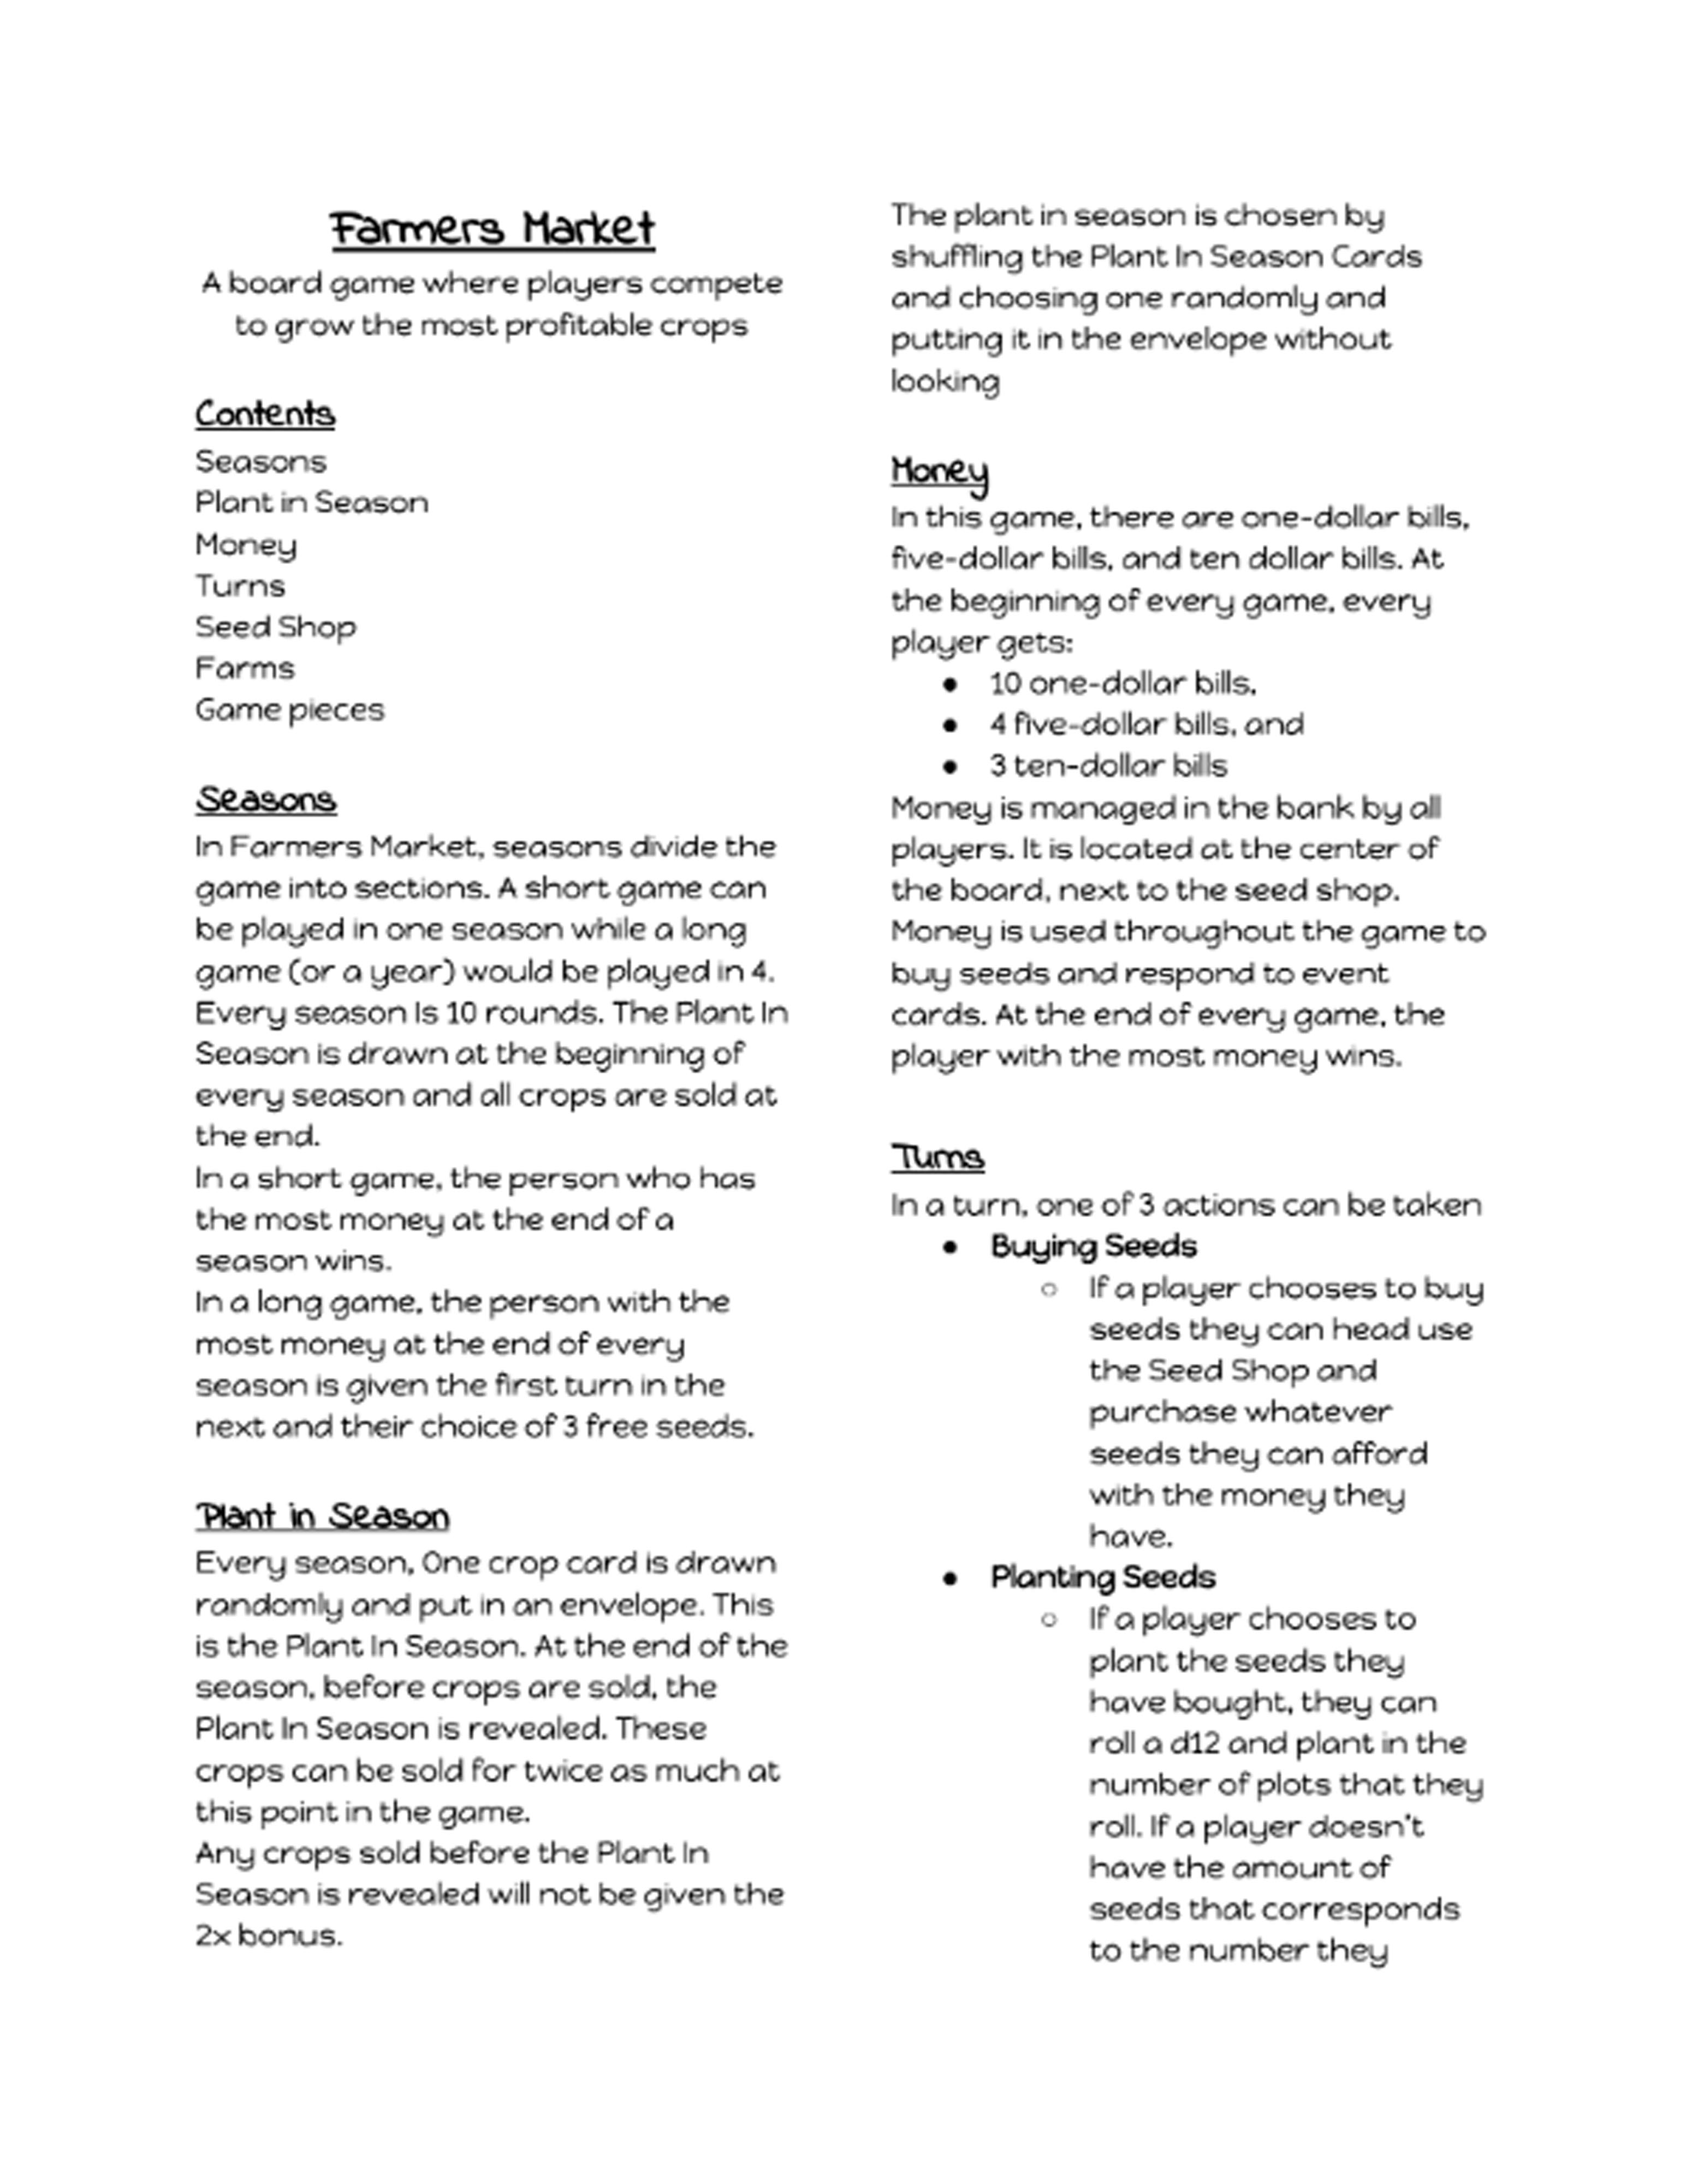 Farmers Market
A board game where players compete
to grow the most profitable crops
Contents
Seasons
Plant in Season
Money
Turns
Seed Shop
Farms
Game pieces
Seasons
In Farmers Market, seasons divide the
game into sections. A short game can
be played in one season while a long
game (or a year) would be played in 4.
Every season Is 10 rounds. The Plant In
Season is drawn at the beginning of
every season and all crops are sold at
the end.
In a short game, the person who has
the most money at the end of a
season wins.
In a long game, the person with the
most money at the end of every
season is given the first turn in the
next and their choice of 3 free seeds.
Plant in Season
Every season, One crop card is drawn
randomly and put in an envelope. This
is the Plant In Season. At the end of the
season, before crops are sold, the
Plant In Season is revealed. These
crops can be sold for twice as much at
this point in the game.
Any crops sold before the Plant In
Season is revealed will not be given the
2x bonus.
The plant in season is chosen by
shuffling the Plant In Season Cards
and choosing one randomly and
putting it in the envelope without
looking
Money
In this game, there are one-dollar bills,
five-dollar bills, and ten dollar bills. At
the beginning of every game, every
player gets:
● 10 one-dollar bills,
● 4 five-dollar bills, and
● 3 ten-dollar bills
Money is managed in the bank by all
players. It is located at the center of
the board, next to the seed shop.
Money is used throughout the game to
buy seeds and respond to event
cards. At the end of every game, the
player with the most money wins.
Turns
In a turn, one of 3 actions can be taken
● Buying Seeds
○ If a player chooses to buy
seeds they can head use
the Seed Shop and
purchase whatever
seeds they can afford
with the money they
have.
● Planting Seeds
○ If a player chooses to
plant the seeds they
have bought, they can
roll a d12 and plant in the
number of plots that they
roll. If a player doesn't
have the amount of
seeds that corresponds
to the number they